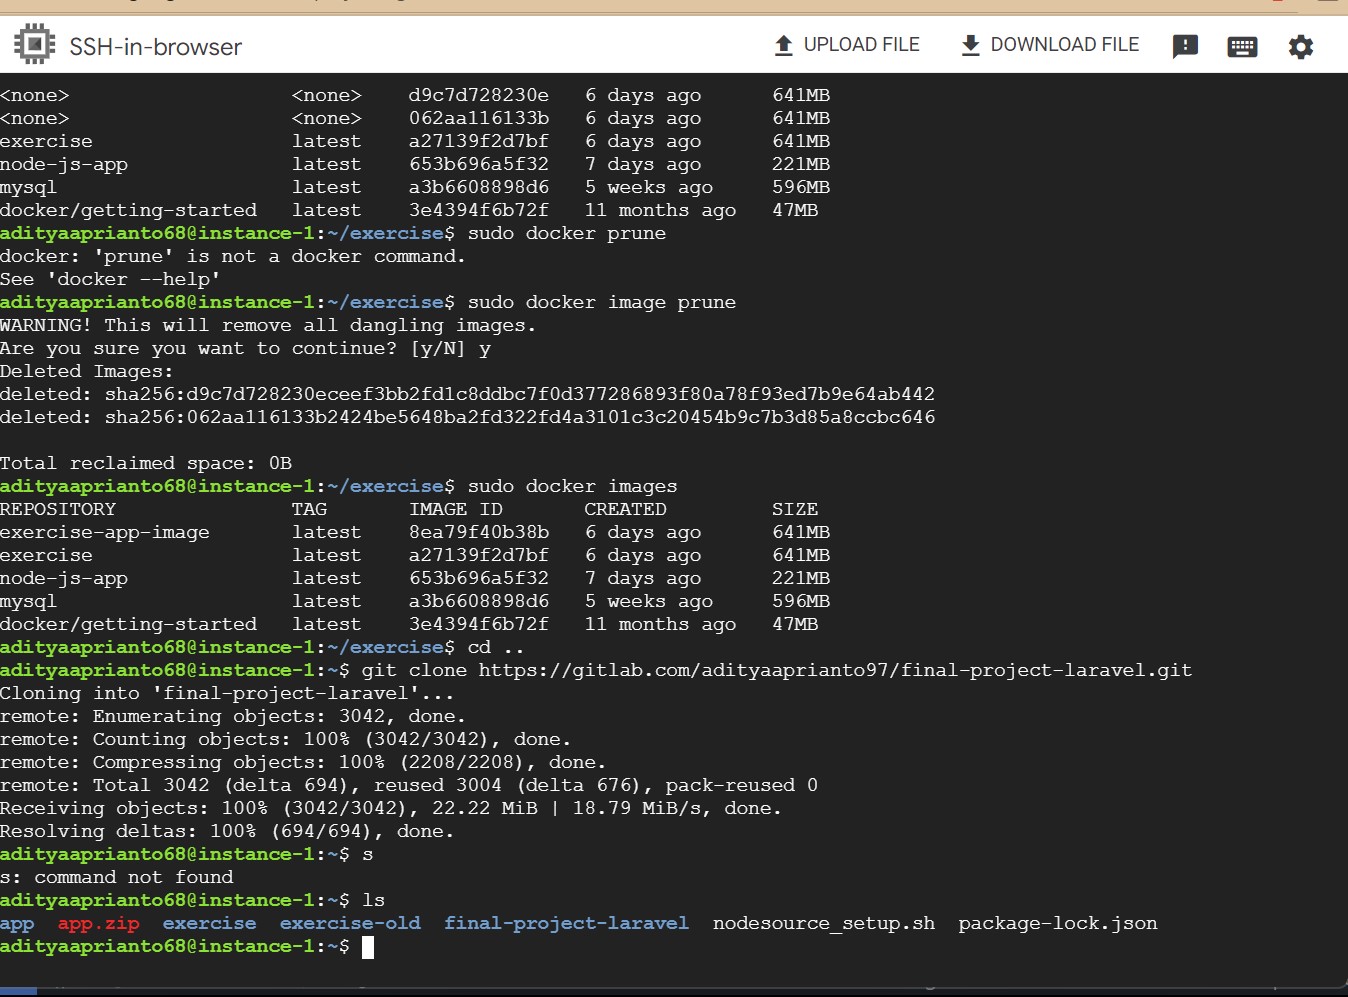 SSH-in-browser UPLOAD FILE DOWNLOAD FILE
<none> <none> d9c7d728230e 6 days ago 641MB
<none> <none> 062aa116133b 6 days ago 641MB
exercise latest a27139f2d7bf 6 days ago 641MB
node-js-app latest 653b696a5f32 7 days ago 221MB
mysql latest a3b6608898d6 5 weeks ago 596MB
docker/getting-started latest 3e4394f6b72f 11 months ago 47MB
adityaaprianto68@instance-1:~/exercise$ sudo docker prune
docker: 'prune' is not a docker command.
See 'docker --help'
adityaaprianto68@instance-1:~/exercise$ sudo docker image prune
WARNING! This will remove all dangling images.
Are you sure you want to continue? [y/N] y
Deleted Images:
deleted: sha256:d9c7d728230eceef3bb2fd1c8ddbc7f0d377286893f80a78f93ed7b9e64ab442
deleted: sha256:062aa116133b2424be5648ba2fd322fd4a3101c3c20454b9c7b3d85a8ccbc646
Total reclaimed space: 0B
adityaaprianto68@instance-1:~/exercise$ sudo docker images
REPOSITORY TAG IMAGE ID CREATED SIZE
exercise-app-image latest 8ea79f40b38b 6 days ago 641MB
exercise latest a27139f2d7bf 6 days ago 641MB
node-js-app latest 653b696a5f32 7 days ago 221MB
mysql latest a3b6608898d6 5 weeks ago 596MB
docker/getting-started latest 3e4394f6b72f 11 months ago 47MB
adityaaprianto68@instance-1:~/exercise$ cd ..
adityaaprianto68@instance-1:~$ git clone https://gitlab.com/adityaaprianto97/final-project-laravel.git
Cloning into 'final-project-laravel'...
remote: Enumerating objects: 3042, done.
remote: Counting objects: 100% (3042/3042), done.
remote: Compressing objects: 100% (2208/2208), done.
remote: Total 3042 (delta 694), reused 3004 (delta 676), pack-reused 0
Receiving objects: 100% (3042/3042), 22.22 MiB | 18.79 MiB/s, done.
Resolving deltas: 100% (694/694), done.
adityaaprianto68@instance-1:~$ s
s: command not found
adityaaprianto68@instance-1:~$ ls
app app.zip exercise exercise-old final-project-laravel nodesource_setup.sh package-lock.json
adityaaprianto68@instance-1:~$